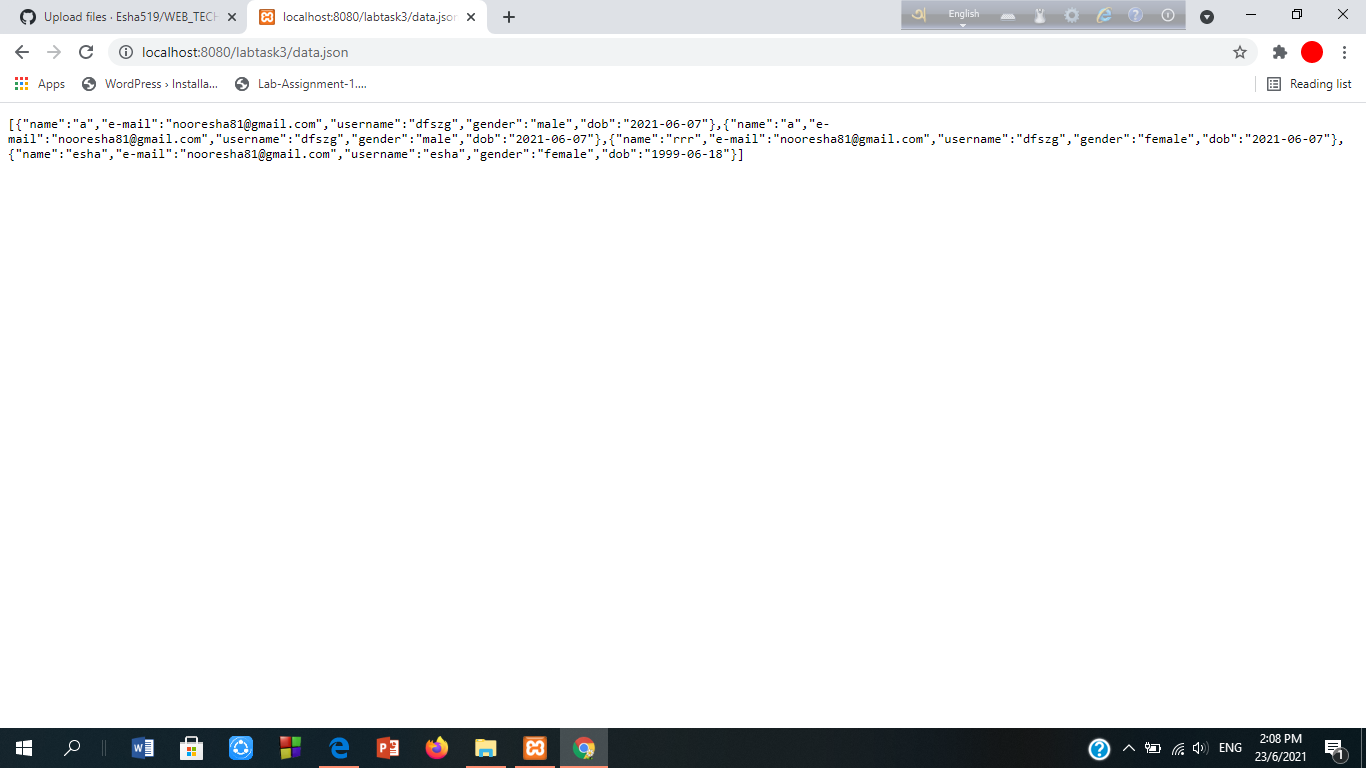 Upload files · Esha519/WEB_TECH
localhost:8080/labtask3/data.json
English
localhost:8080/labtask3/data.json
Apps
WordPress › Installa...
Lab-Assignment-1....
Reading list
[{"name":"a","e-mail":"nooresha81@gmail.com","username":"dfszg","gender":"male","dob":"2021-06-07"},{"name":"a","e-
mail":"nooresha81@gmail.com","username":"dfszg","gender":"male","dob":"2021-06-07"},{"name":"rrr","e-mail":"nooresha81@gmail.com","username":"dfszg","gender":"female","dob":"2021-06-07"},
{"name":"esha","e-mail":"nooresha81@gmail.com","username":"esha","gender":"female","dob":"1999-06-18"}]
ENG
2:08 PM
23/6/2021
1